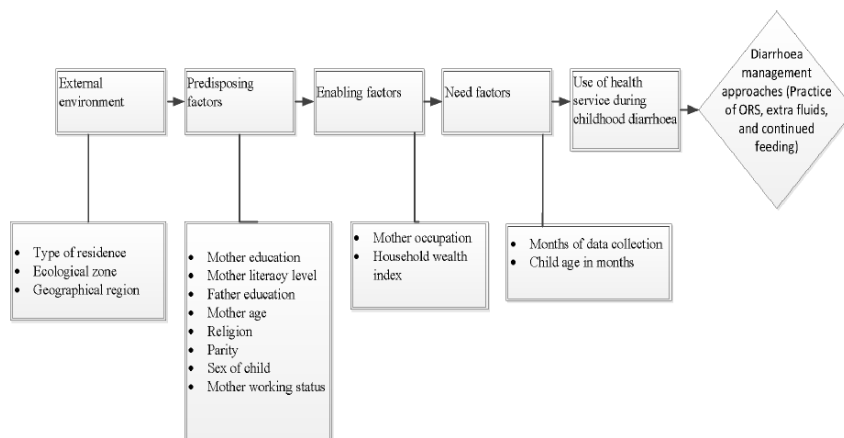 External
environment
Predisposing
factors
Enabling factors
Need factors
Use of health
service during
childhood diarrhoea
Diarrhoea
management
approaches (Practice
of ORS, extra fluids,
and continued
feeding)
• Type of residence
• Ecological zone
• Geographical region
• Mother education
• Mother literacy level
• Father education
• Mother age
• Religion
• Parity
• Sex of child
• Mother working status
• Mother occupation
• Household wealth
index
• Months of data collection
• Child age in months